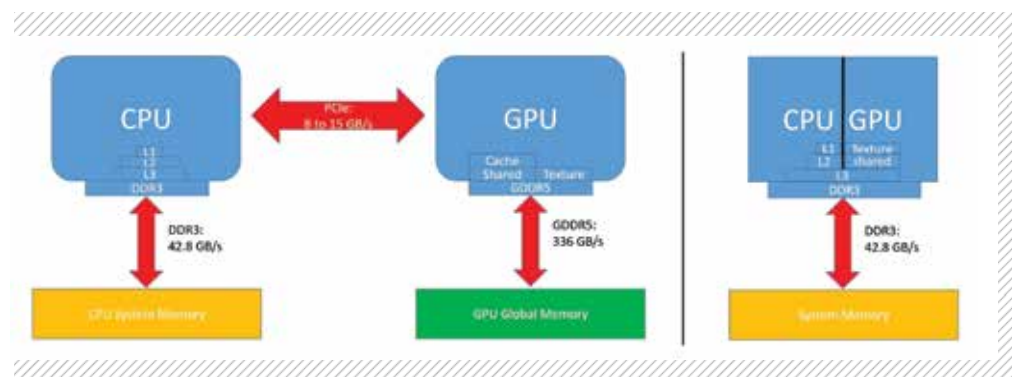 CPU
L1
L2
L3
DDR3
PCIe:
8 to 15 GB/s
GPU
Cache
Shared Texture
GDDR5
DDR3:
42.8 GB/s
GDDR5:
336 GB/s
CPU System Memory
GPU Global Memory
CPU GPU
L1 Texture
L2 shared
L3
DDR3
DDR3:
42.8 GB/s
System Memory